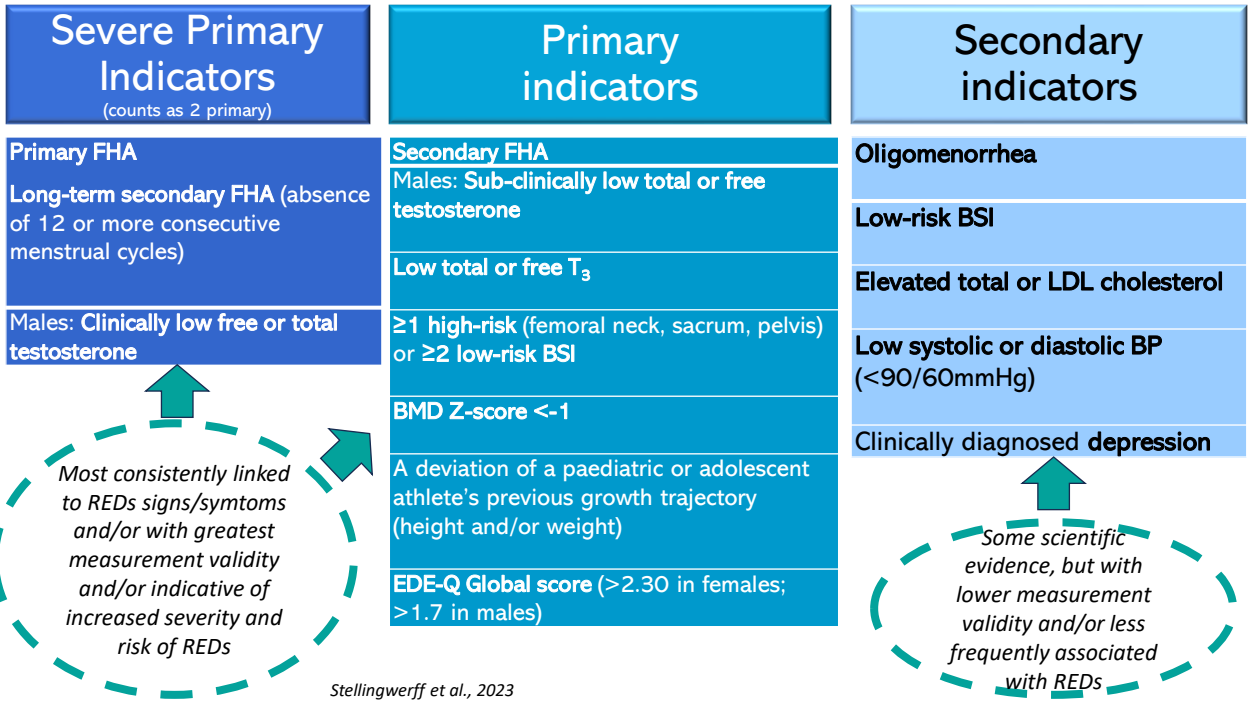 Severe Primary
Indicators
(counts as 2 primary)
Primary FHA
Long-term secondary FHA (absence
of 12 or more consecutive
menstrual cycles)
Males: Clinically low free or total
testosterone
Most consistently linked
to REDs signs/symtoms
and/or with greatest
measurement validity
and/or indicative of
increased severity and
risk of REDs
Primary
indicators
Secondary FHA
Males: Sub-clinically low total or free
testosterone
Low total or free T₃
≥1 high-risk (femoral neck, sacrum, pelvis)
or ≥2 low-risk BSI
BMD Z-score <-1
A deviation of a paediatric or adolescent
athlete's previous growth trajectory
(height and/or weight)
EDE-Q Global score (>2.30 in females;
>1.7 in males)
Secondary
indicators
Oligomenorrhea
Low-risk BSI
Elevated total or LDL cholesterol
Low systolic or diastolic BP
(<90/60mmHg)
Clinically diagnosed depression
Some scientific
evidence, but with
lower measurement
validity and/or less
frequently associated
with REDs
Stellingwerff et al., 2023